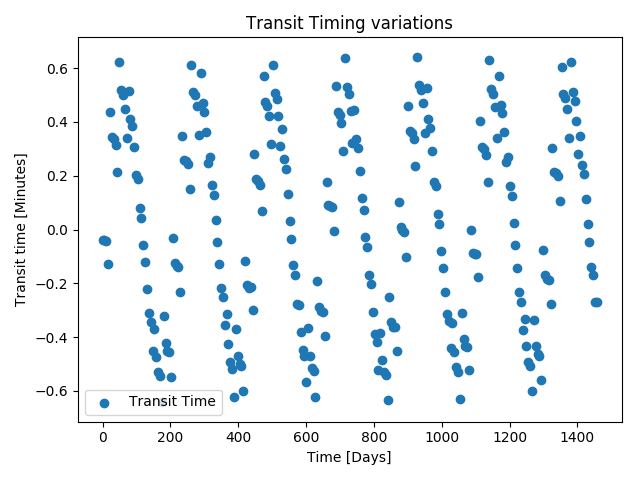 Transit Timing variations
Transit time [Minutes]
0.6
0.4
0.2
0.0
−0.2
−0.4
−0.6
Transit Time
0 200 400 600 800 1000 1200 1400
Time [Days]